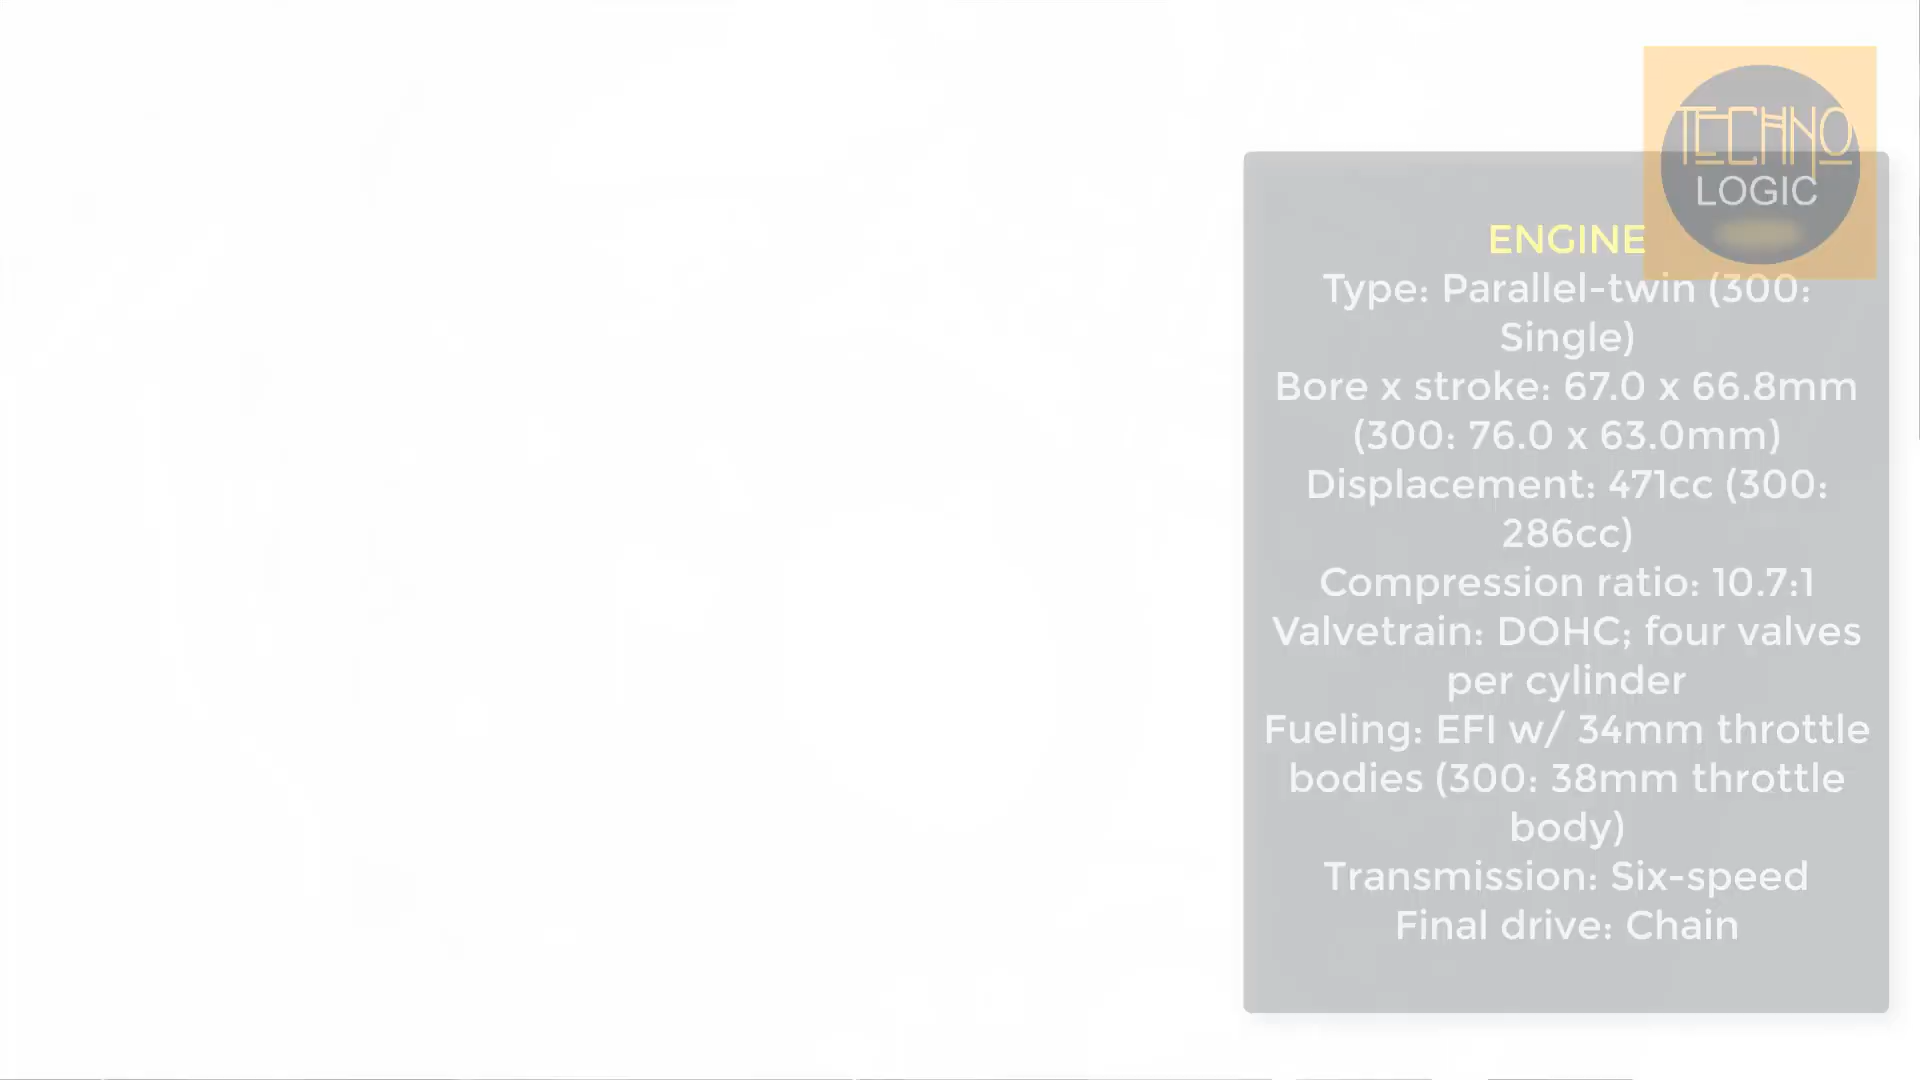 TECHNO
LOGIC
ENGINE
Type: Parallel-twin (300:
Single)
Bore x stroke: 67.0 x 66.8mm
(300: 76.0 x 63.0mm)
Displacement: 471cc (300:
286cc)
Compression ratio: 10.7:1
Valvetrain: DOHC; four valves
per cylinder
Fueling: EFI w/ 34mm throttle
bodies (300: 38mm throttle
body)
Transmission: Six-speed
Final drive: Chain